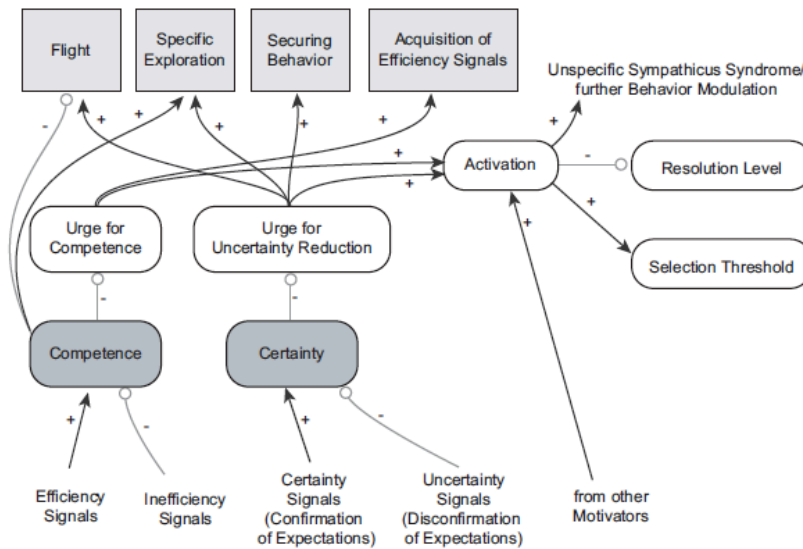 Flight
Specific
Exploration
Securing
Behavior
Acquisition of
Efficiency Signals
Unspecific Sympathicus Syndrome/
further Behavior Modulation
-
+
+
+
+
+
+
+
+
Activation
-
Resolution Level
+
+
Urge for
Competence
Urge for
Uncertainty Reduction
Selection Threshold
-
-
Competence
Certainty
+
-
+
-
+
Efficiency
Signals
Inefficiency
Signals
Certainty
Signals
(Confirmation
of Expectations)
Uncertainty
Signals
(Disconfirmation
of Expectations)
from other
Motivators